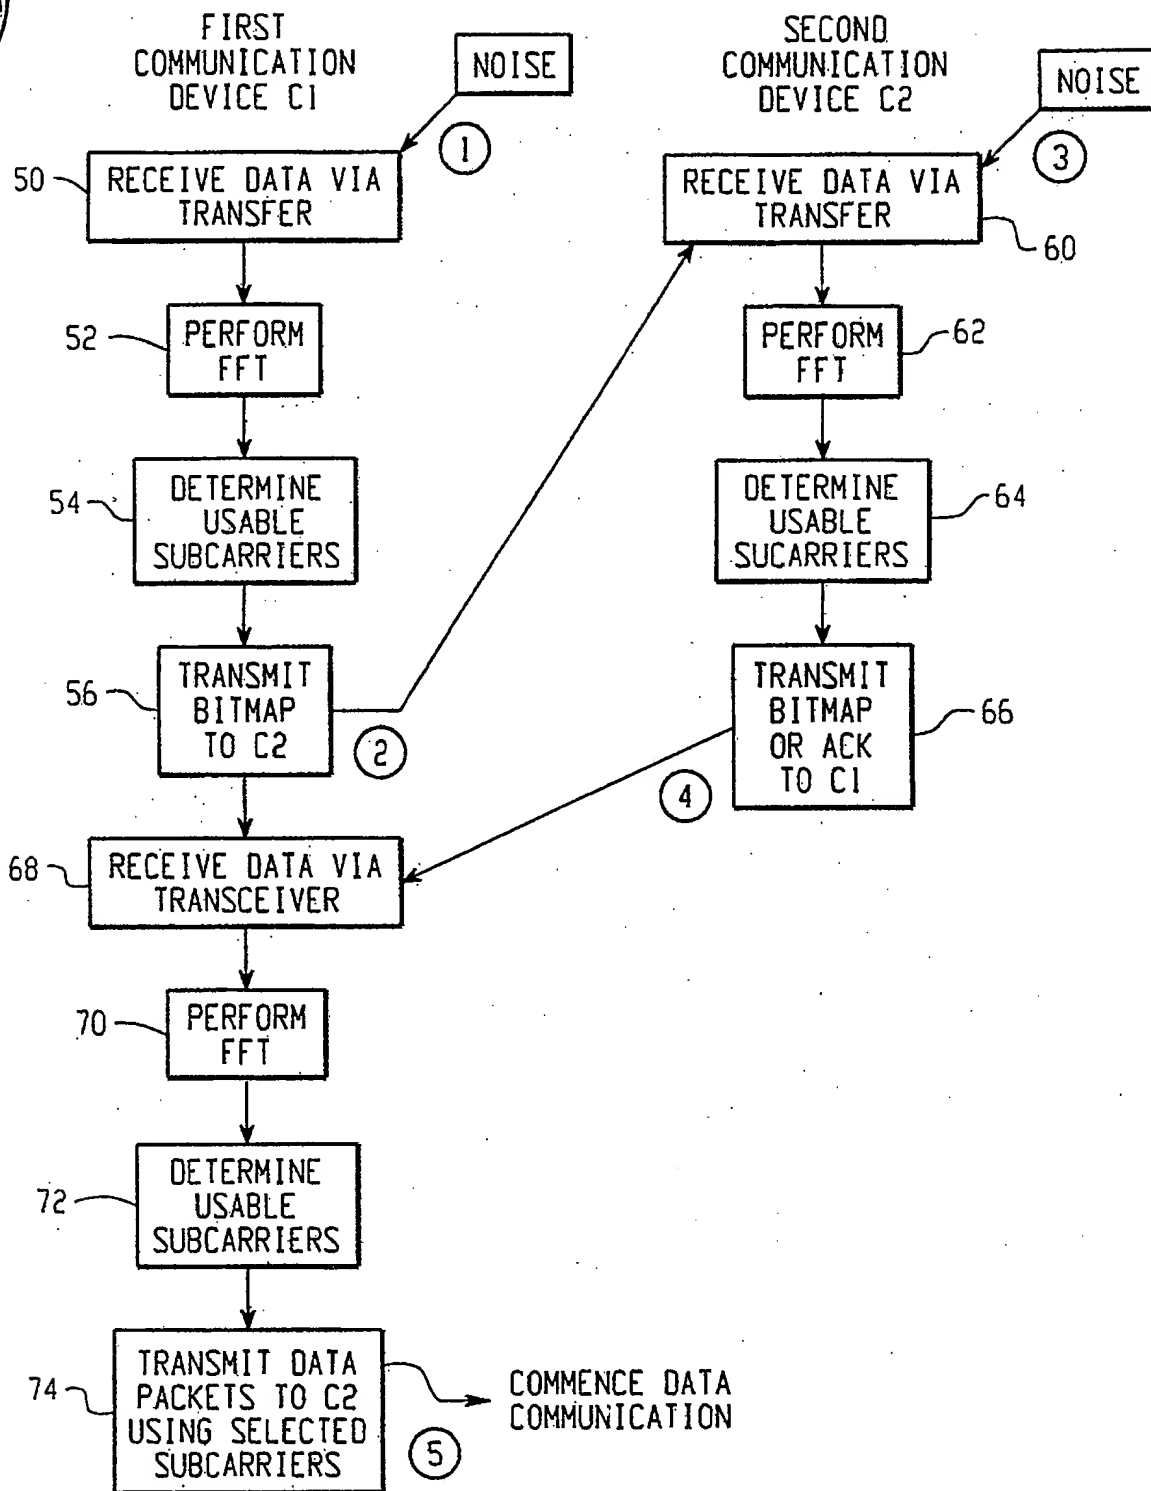 FIRST
COMMUNICATION
DEVICE C1
NOISE
1
50
RECEIVE DATA VIA
TRANSFER
52
PERFORM
FFT
54
DETERMINE
USABLE
SUBCARRIERS
56
TRANSMIT
BITMAP
TO C2
2
68
RECEIVE DATA VIA
TRANSCEIVER
70
PERFORM
FFT
72
DETERMINE
USABLE
SUBCARRIERS
74
TRANSMIT DATA
PACKETS TO C2
USING SELECTED
SUBCARRIERS
5
COMMENCE DATA
COMMUNICATION
SECOND
COMMUNICATION
DEVICE C2
NOISE
3
RECEIVE DATA VIA
TRANSFER
60
PERFORM
FFT
62
DETERMINE
USABLE
SUCARRIERS
64
TRANSMIT
BITMAP
OR ACK
TO C1
66
4